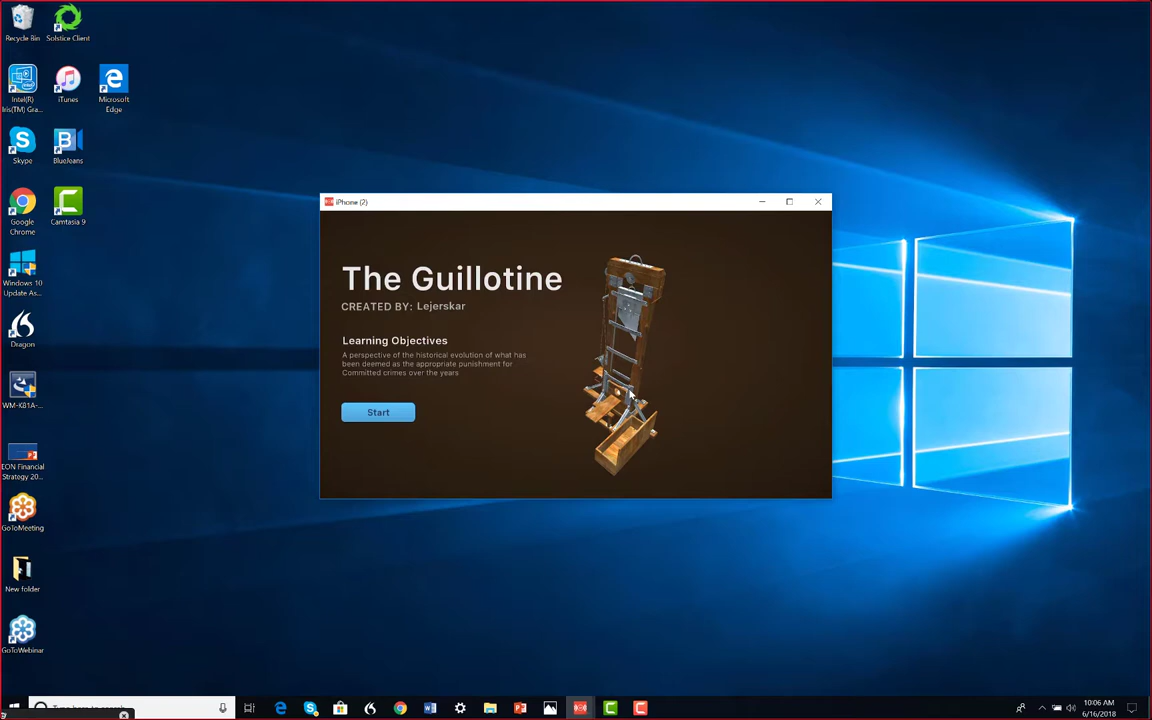 Recycle Bin
Solstice Client
Intel(R)
Iris(TM) Gra...
iTunes
Microsoft
Edge
Skype
BlueJeans
Google
Chrome
Camtasia 9
Windows 10
Update As...
Dragon
WM-K81A-...
EON Financial
Strategy 20...
GoToMeeting
New folder
GoToWebinar
iPhone (2)
The Guillotine
CREATED BY: Lejerskar
Learning Objectives
A perspective of the historical evolution of what has
been deemed as the appropriate punishment for
Committed crimes over the years
Start
10:06 AM
6/16/2018